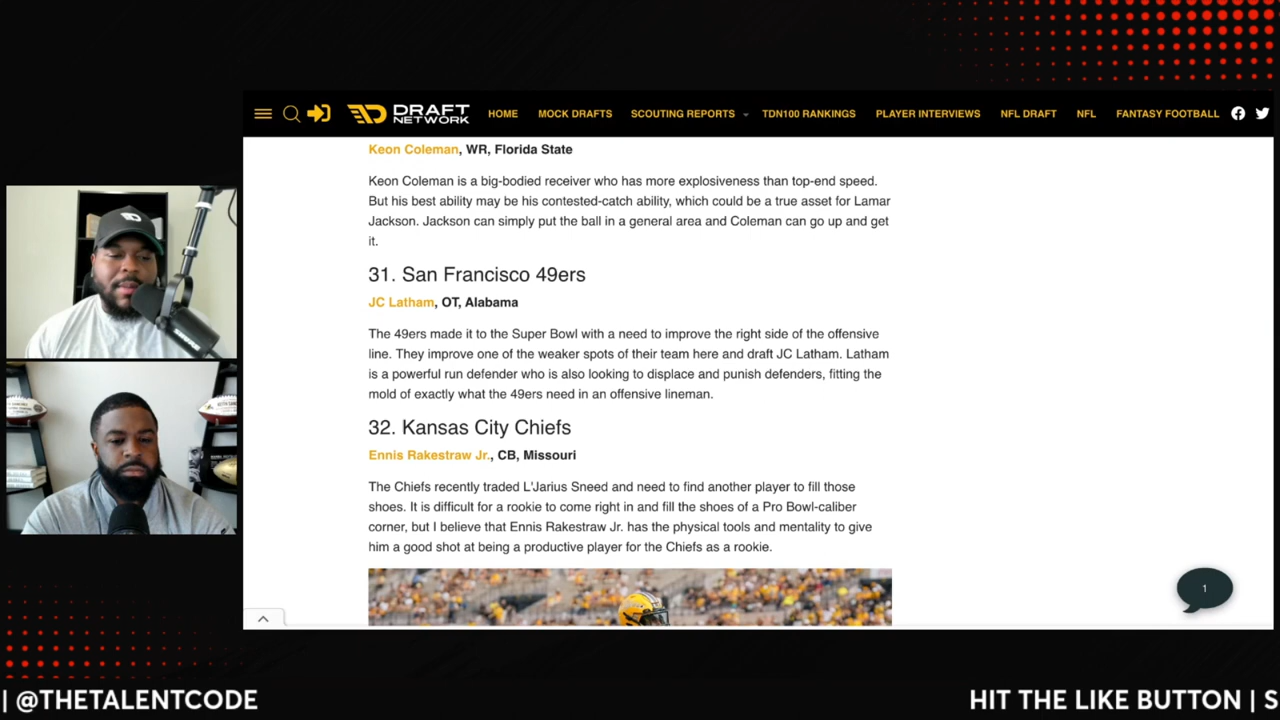 DRAFT
NETWORK
HOME
MOCK DRAFTS
SCOUTING REPORTS
TDN100 RANKINGS
PLAYER INTERVIEWS
NFL DRAFT
NFL
FANTASY FOOTBALL
Keon Coleman, WR, Florida State
Keon Coleman is a big-bodied receiver who has more explosiveness than top-end speed.
But his best ability may be his contested-catch ability, which could be a true asset for Lamar
Jackson. Jackson can simply put the ball in a general area and Coleman can go up and get
it.
31. San Francisco 49ers
JC Latham, OT, Alabama
The 49ers made it to the Super Bowl with a need to improve the right side of the offensive
line. They improve one of the weaker spots of their team here and draft JC Latham. Latham
is a powerful run defender who is also looking to displace and punish defenders, fitting the
mold of exactly what the 49ers need in an offensive lineman.
32. Kansas City Chiefs
Ennis Rakestraw Jr., CB, Missouri
The Chiefs recently traded L'Jarius Sneed and need to find another player to fill those
shoes. It is difficult for a rookie to come right in and fill the shoes of a Pro Bowl-caliber
corner, but I believe that Ennis Rakestraw Jr. has the physical tools and mentality to give
him a good shot at being a productive player for the Chiefs as a rookie.
1
| @THETALENTCODE
HIT THE LIKE BUTTON | S